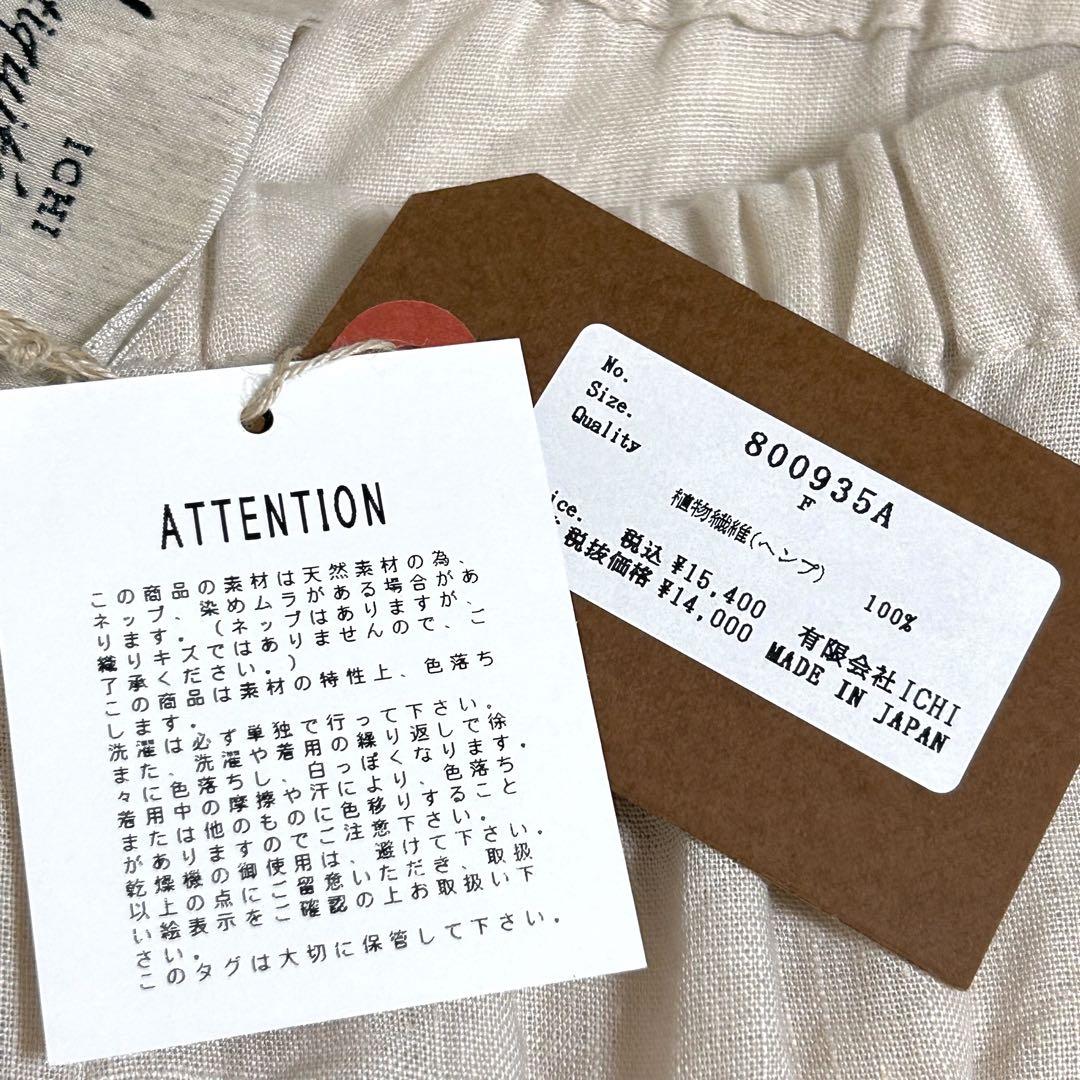 ICHI
ATTENTION
この商品の素材は天然素材の為、
ネップ、染めムラがある場合があ
ります。(ネップはありますが、
織りキズではありませんので、ご
了承ください。)
この商品は素材の特性上、色落ち
します。
洗濯は必ず単独で行って下さい。
また、洗濯や着用の繰り返しで徐
々に色落ちし、白っぽくなります。
着用中の摩擦や汗により、色落ち
または他のものに色移りすること
がありますのでご注意下さい。
乾燥機の御使用は、避けて下さい。
以上の点にご留意いただき、取扱
い絵表示をご確認の上お取扱い下
さい。
このタグは大切に保管して下さい。
No.
800935A
Size.
F
Quality
植物繊維(ヘンプ) 100%
ice. 税込 ¥15,400
税抜価格 ¥14,000
有限会社ICHI
MADE IN JAPAN